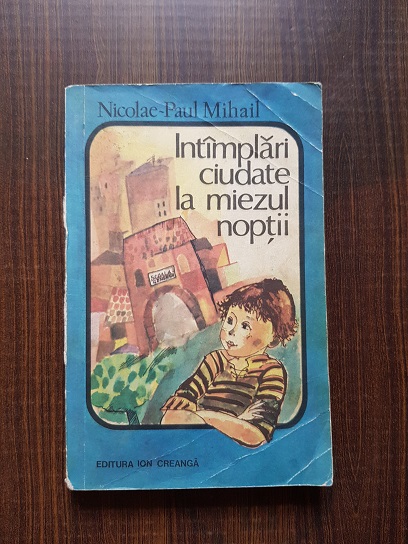 Nicolae-Paul Mihail
Intîmplări
ciudate
la miezul
nopții
EDITURA ION CREANGĂ